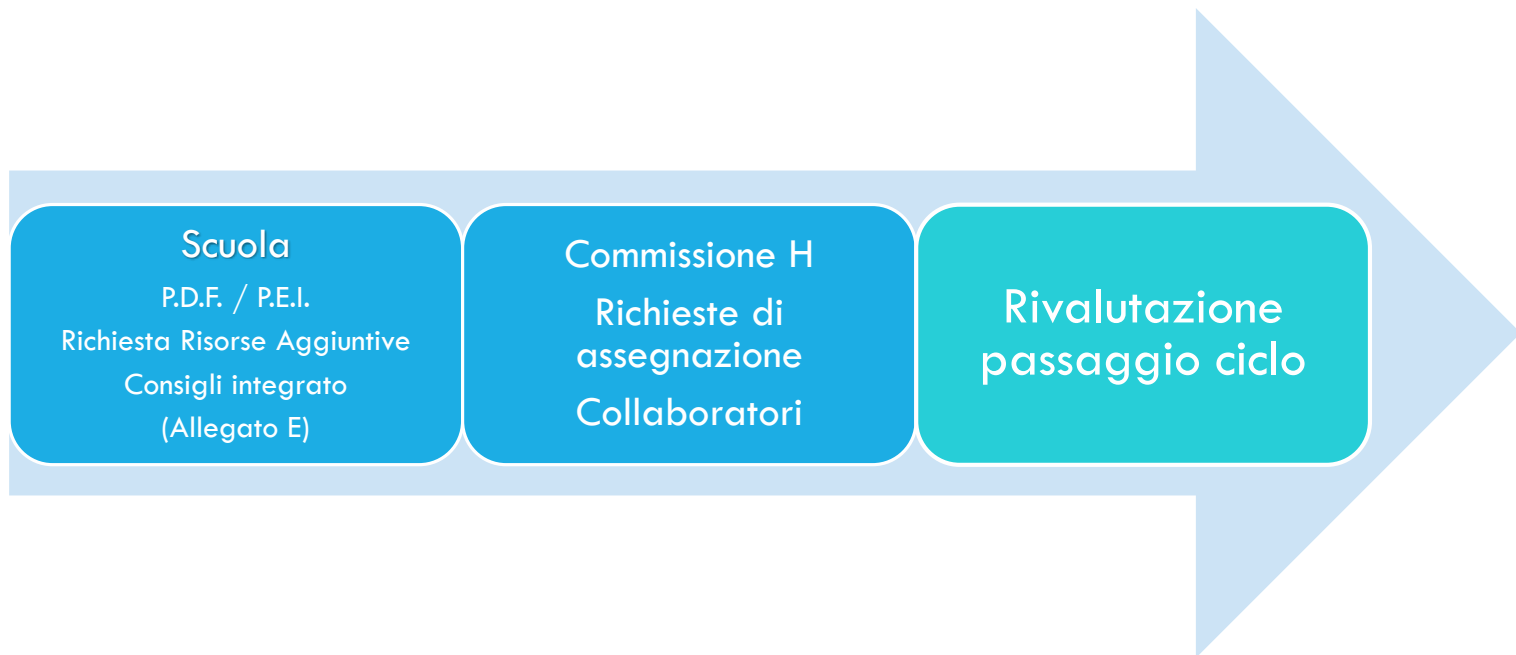 Scuola
P.D.F. / P.E.I.
Richiesta Risorse Aggiuntive
Consigli integrato
(Allegato E)
Commissione H
Richieste di
assegnazione
Collaboratori
Rivalutazione
passaggio ciclo